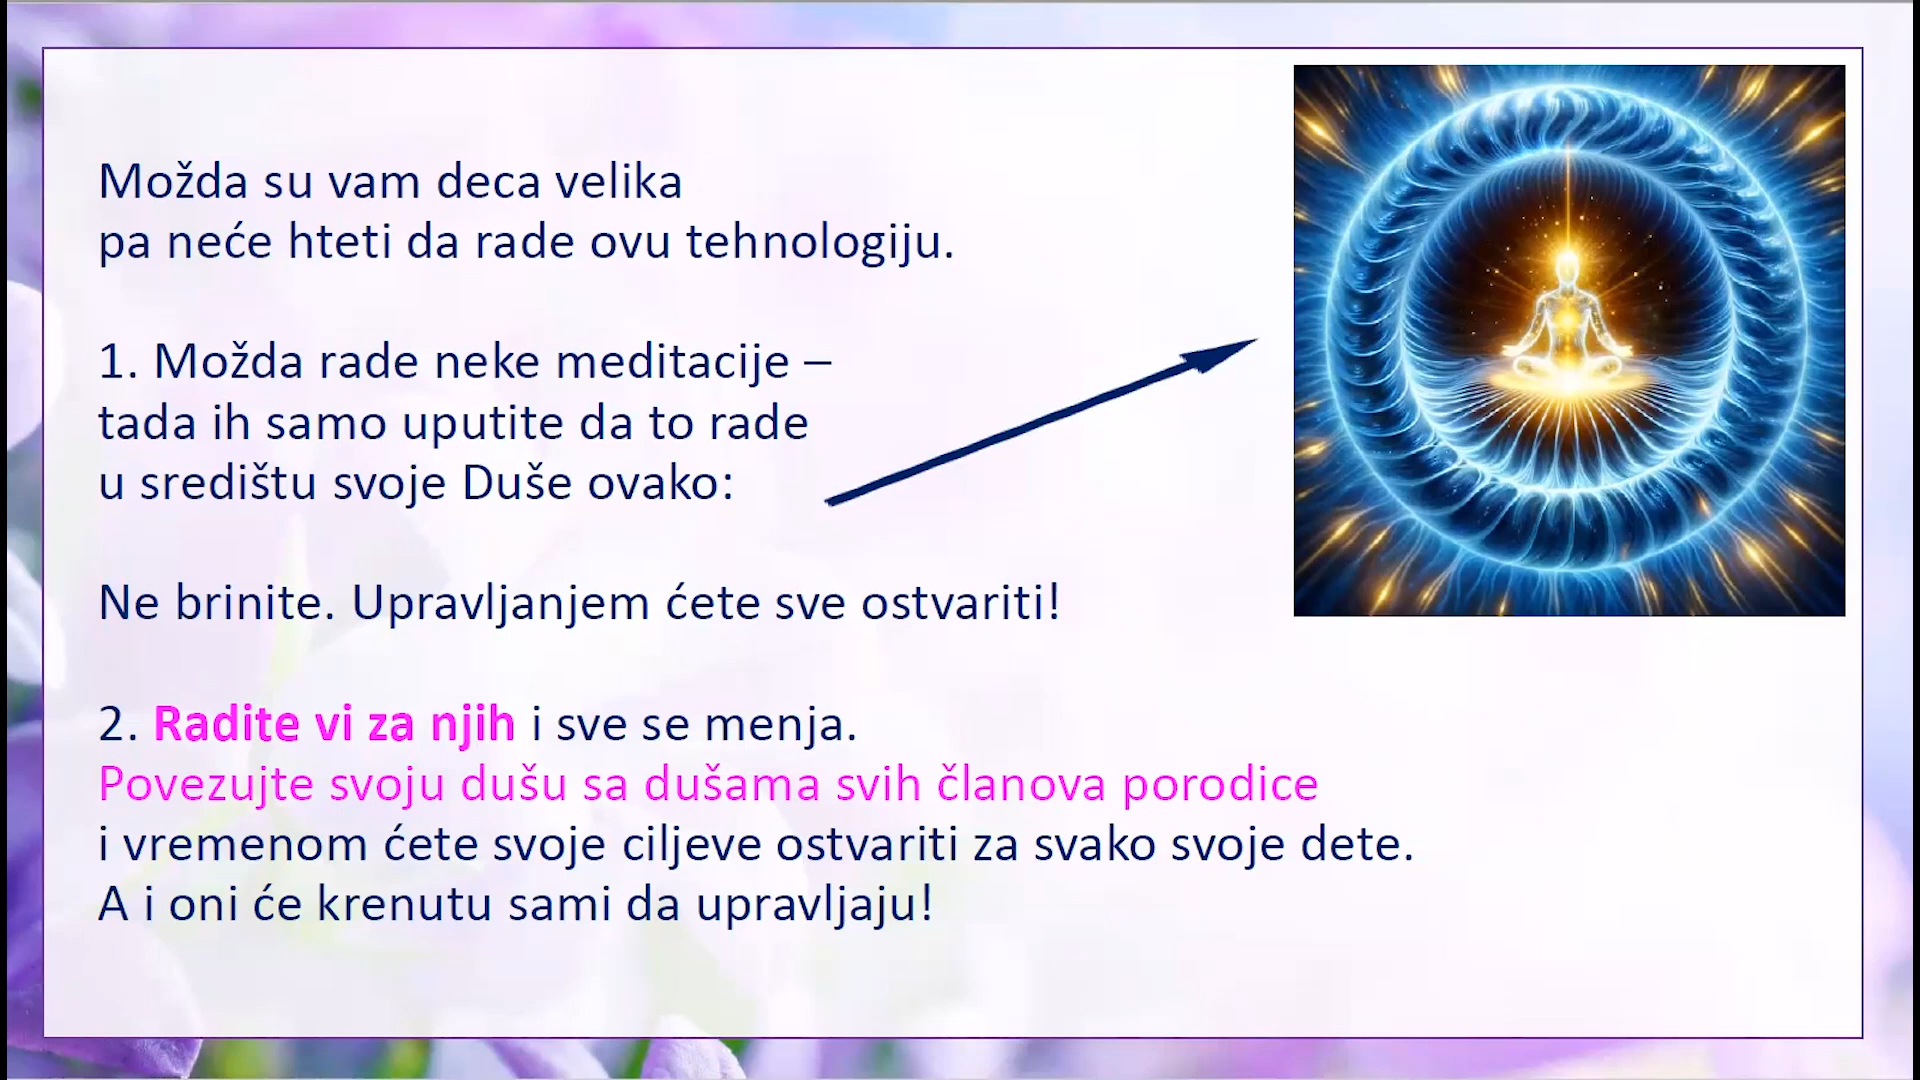 Možda su vam deca velika
pa neće hteti da rade ovu tehnologiju.
1. Možda rade neke meditacije –
tada ih samo uputite da to rade
u središtu svoje Duše ovako:
Ne brinite. Upravljanjem ćete sve ostvariti!
2. Radite vi za njih i sve se menja.
Povezujte svoju dušu sa dušama svih članova porodice
i vremenom ćete svoje ciljeve ostvariti za svako svoje dete.
A i oni će krenutu sami da upravljaju!